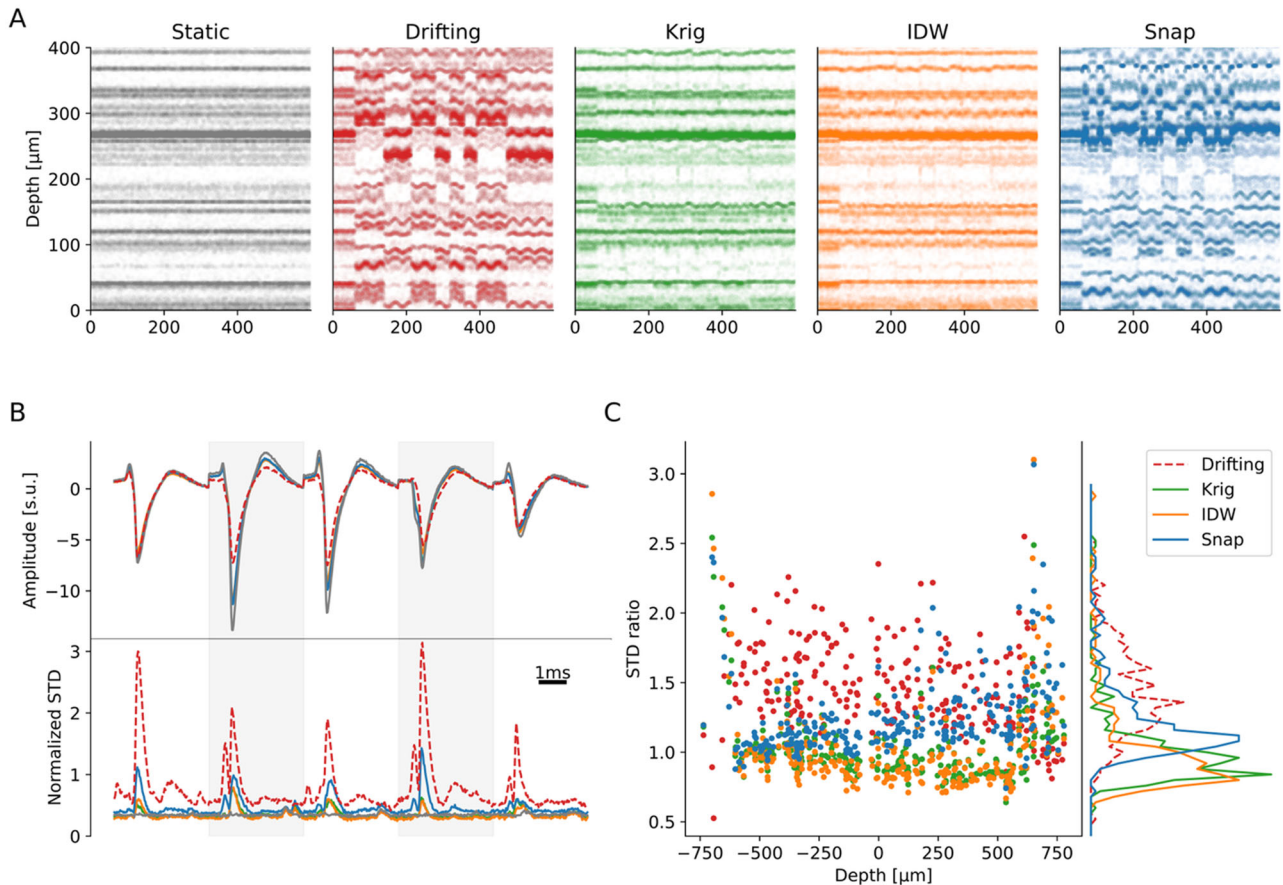 A
Static Drifting Krig IDW Snap
400
300
200
100
0
Depth [µm]
0 200 400 0 200 400 0 200 400 0 200 400 0 200 400
B
0
−5
−10
Amplitude [s.u.]
3
2
1
0
Normalized STD
1ms
C
3.0
2.5
2.0
1.5
1.0
0.5
STD ratio
−750 −500 −250 0 250 500 750
Depth [µm]
Drifting
Krig
IDW
Snap